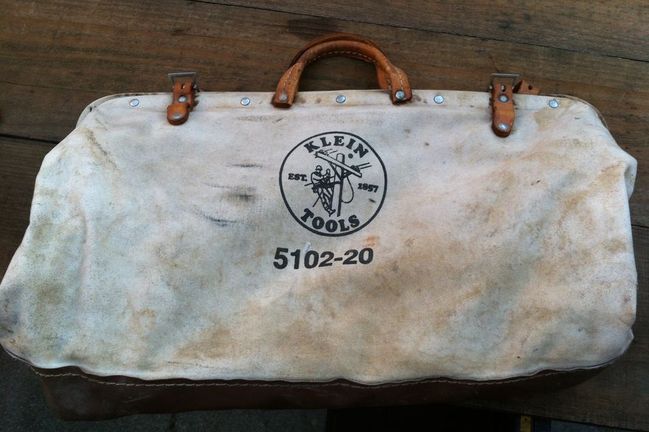 KLEIN
EST. 1857
TOOLS
5102-20